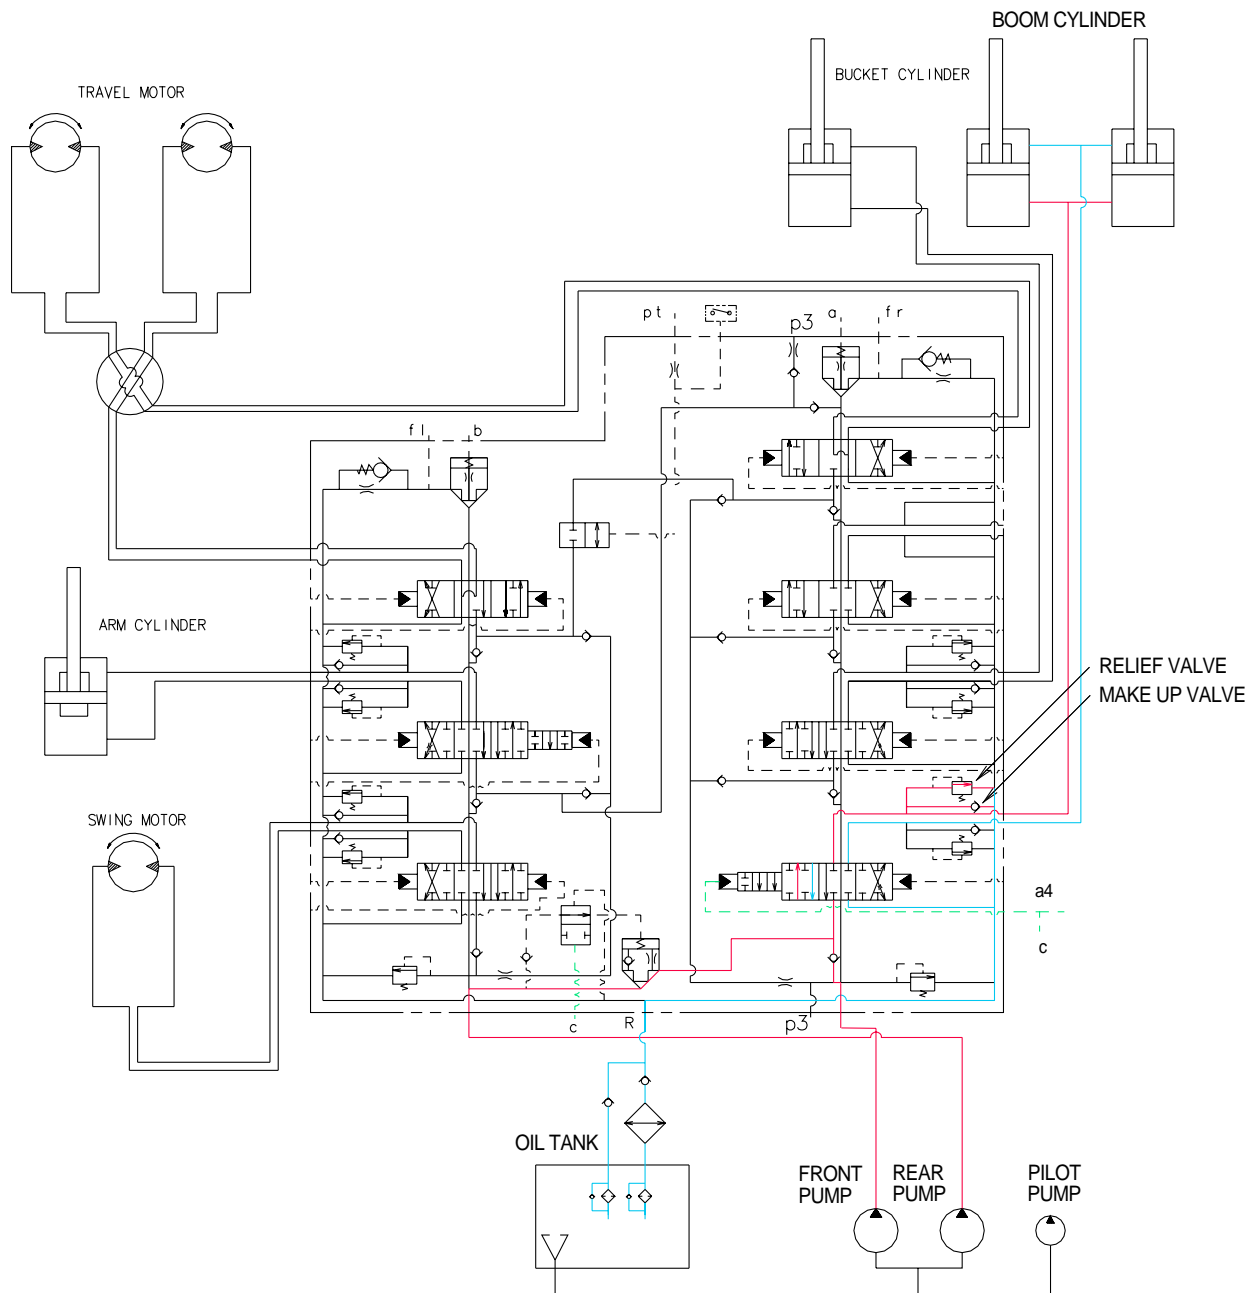 BOOM CYLINDER
BUCKET CYLINDER
TRAVEL MOTOR
pt
p3
a
fr
fl
b
ARM CYLINDER
RELIEF VALVE
MAKE UP VALVE
SWING MOTOR
a4
c
c
R
p3
OIL TANK
FRONT
PUMP
REAR
PUMP
PILOT
PUMP